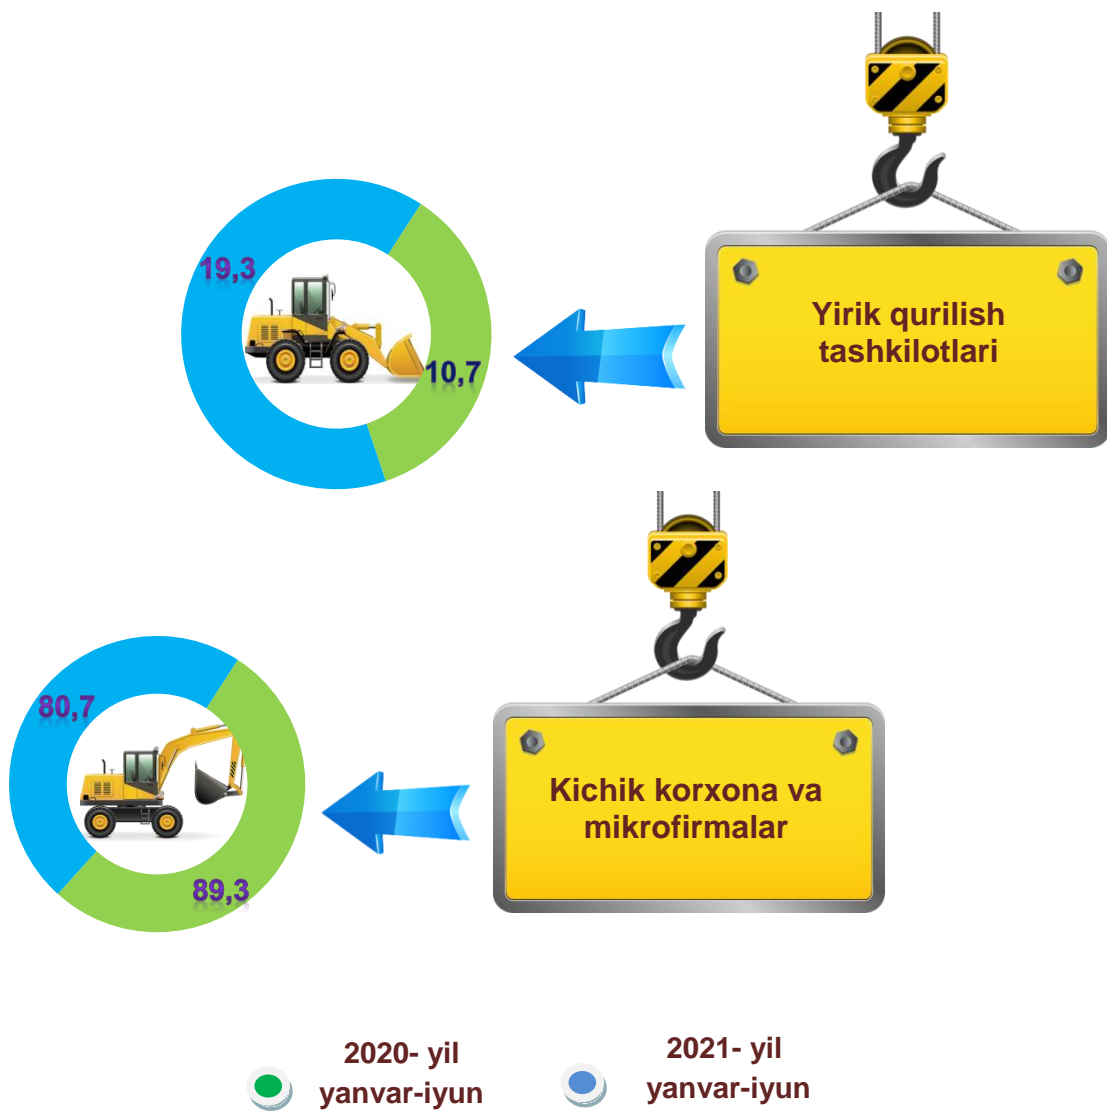 19,3
10,7
Yirik qurilish
tashkilotlari
80,7
89,3
Kichik korxona va
mikrofirmalar
2020- yil
yanvar-iyun
2021- yil
yanvar-iyun